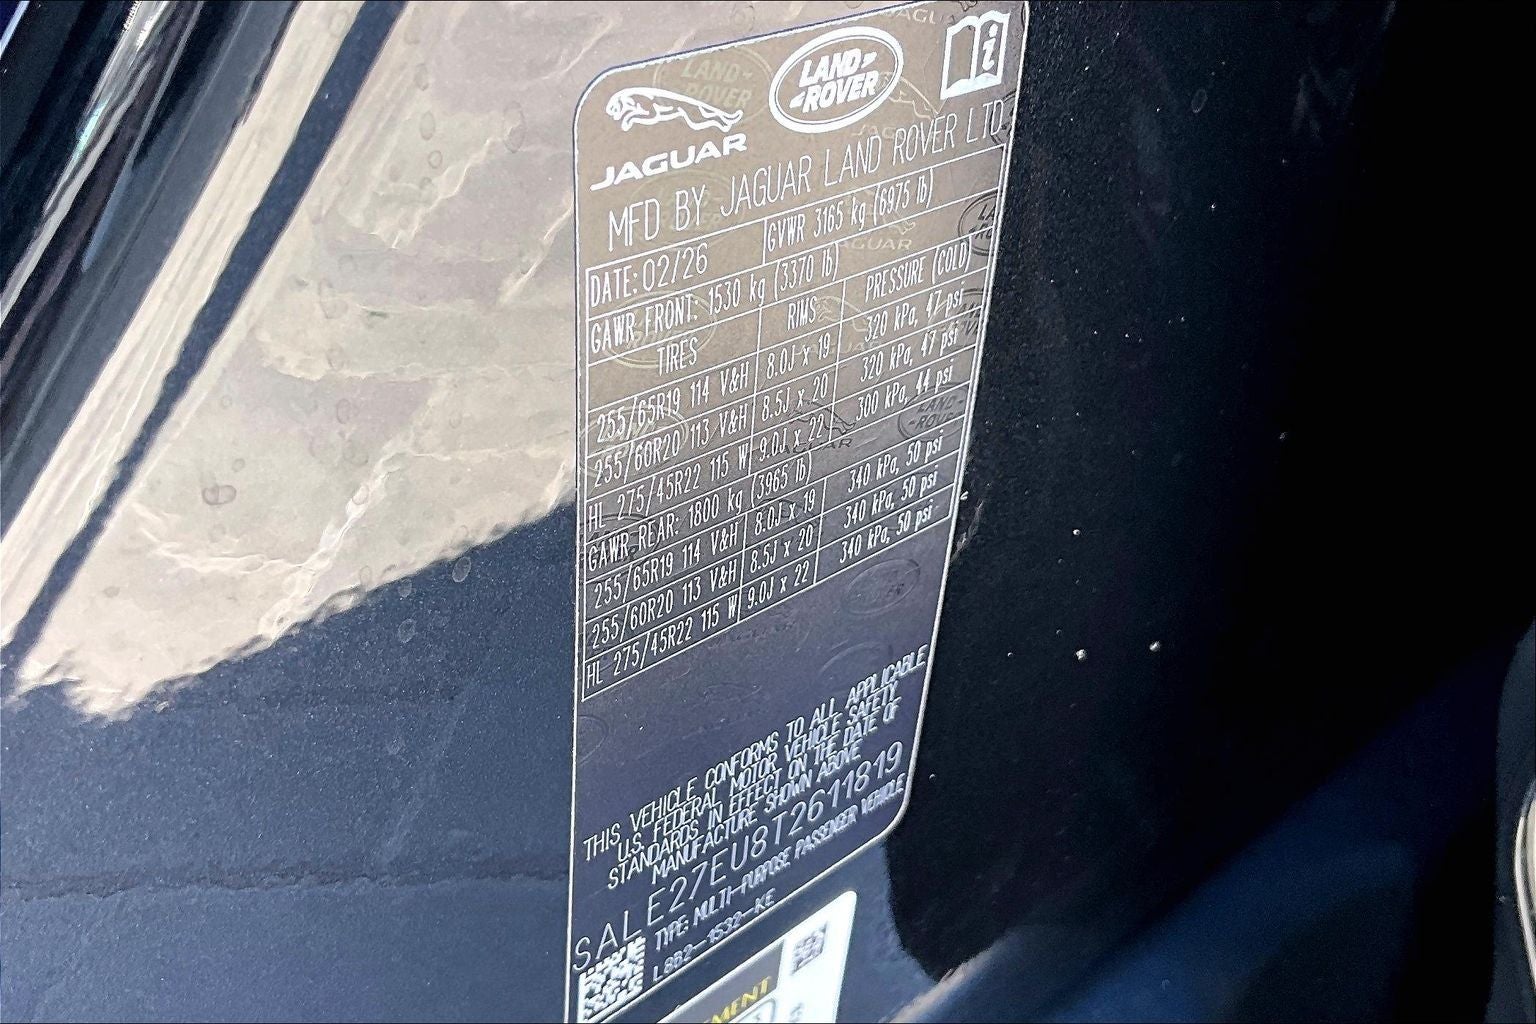 JAGUAR
LAND ROVER
MFD BY JAGUAR LAND ROVER LTD
DATE: 02/26 GVWR 3165 kg (6975 lb)
GAWR FRONT: 1530 kg (3370 lb)
TIRES RIMS PRESSURE (COLD)
255/65R19 114 V&H 8.0J x 19 320 kPa, 47 psi
255/60R20 113 V&H 8.5J x 20 320 kPa, 47 psi
HL 275/45R22 115 W 9.0J x 22 300 kPa, 44 psi
GAWR REAR: 1800 kg (3965 lb)
255/65R19 114 V&H 8.0J x 19 340 kPa, 50 psi
255/60R20 113 V&H 8.5J x 20 340 kPa, 50 psi
HL 275/45R22 115 W 9.0J x 22 340 kPa, 50 psi
THIS VEHICLE CONFORMS TO ALL APPLICABLE
U.S. FEDERAL MOTOR VEHICLE SAFETY
STANDARDS IN EFFECT ON THE DATE OF
MANUFACTURE SHOWN ABOVE
SALE27EU8T2611819
TYPE: MULTI-PURPOSE PASSENGER VEHICLE
L8B2-1532-KE